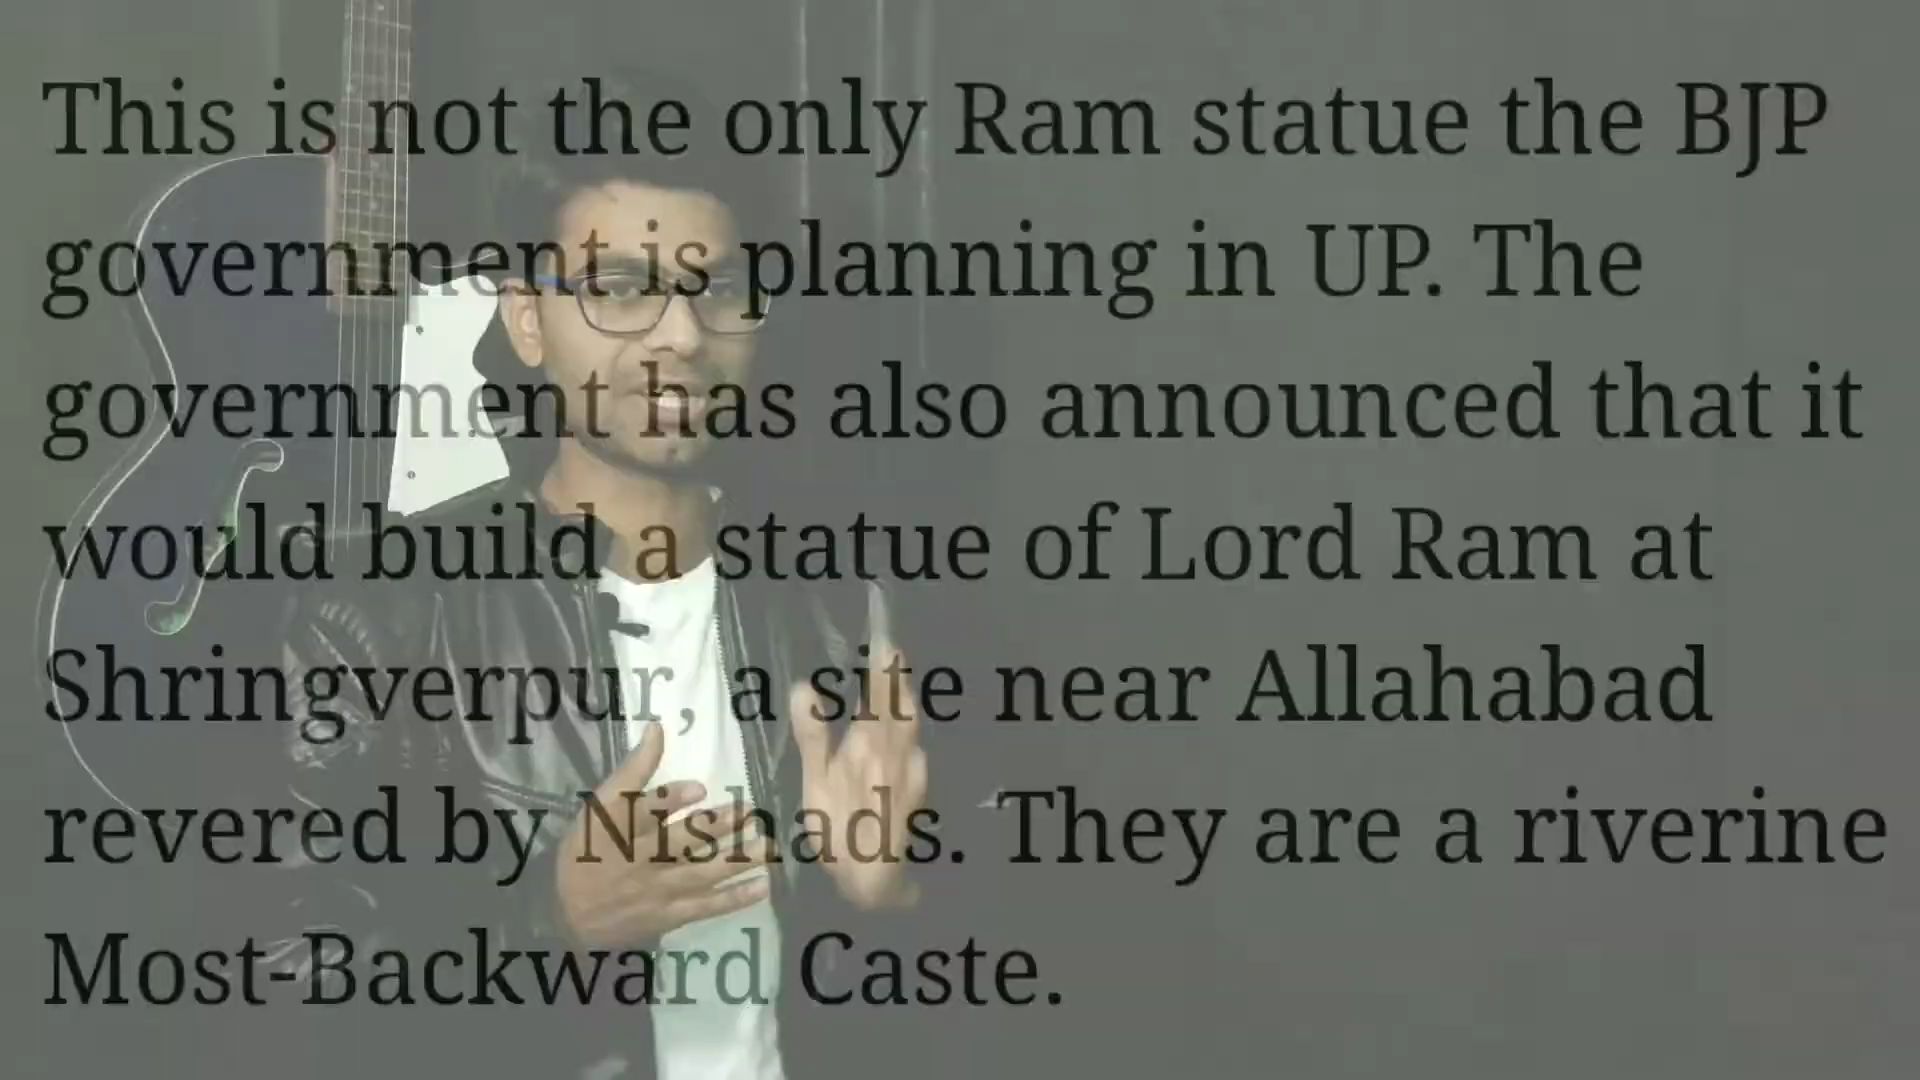 This is not the only Ram statue the BJP
government is planning in UP. The
government has also announced that it
would build a statue of Lord Ram at
Shringverpur, a site near Allahabad
revered by Nishads. They are a riverine
Most-Backward Caste.